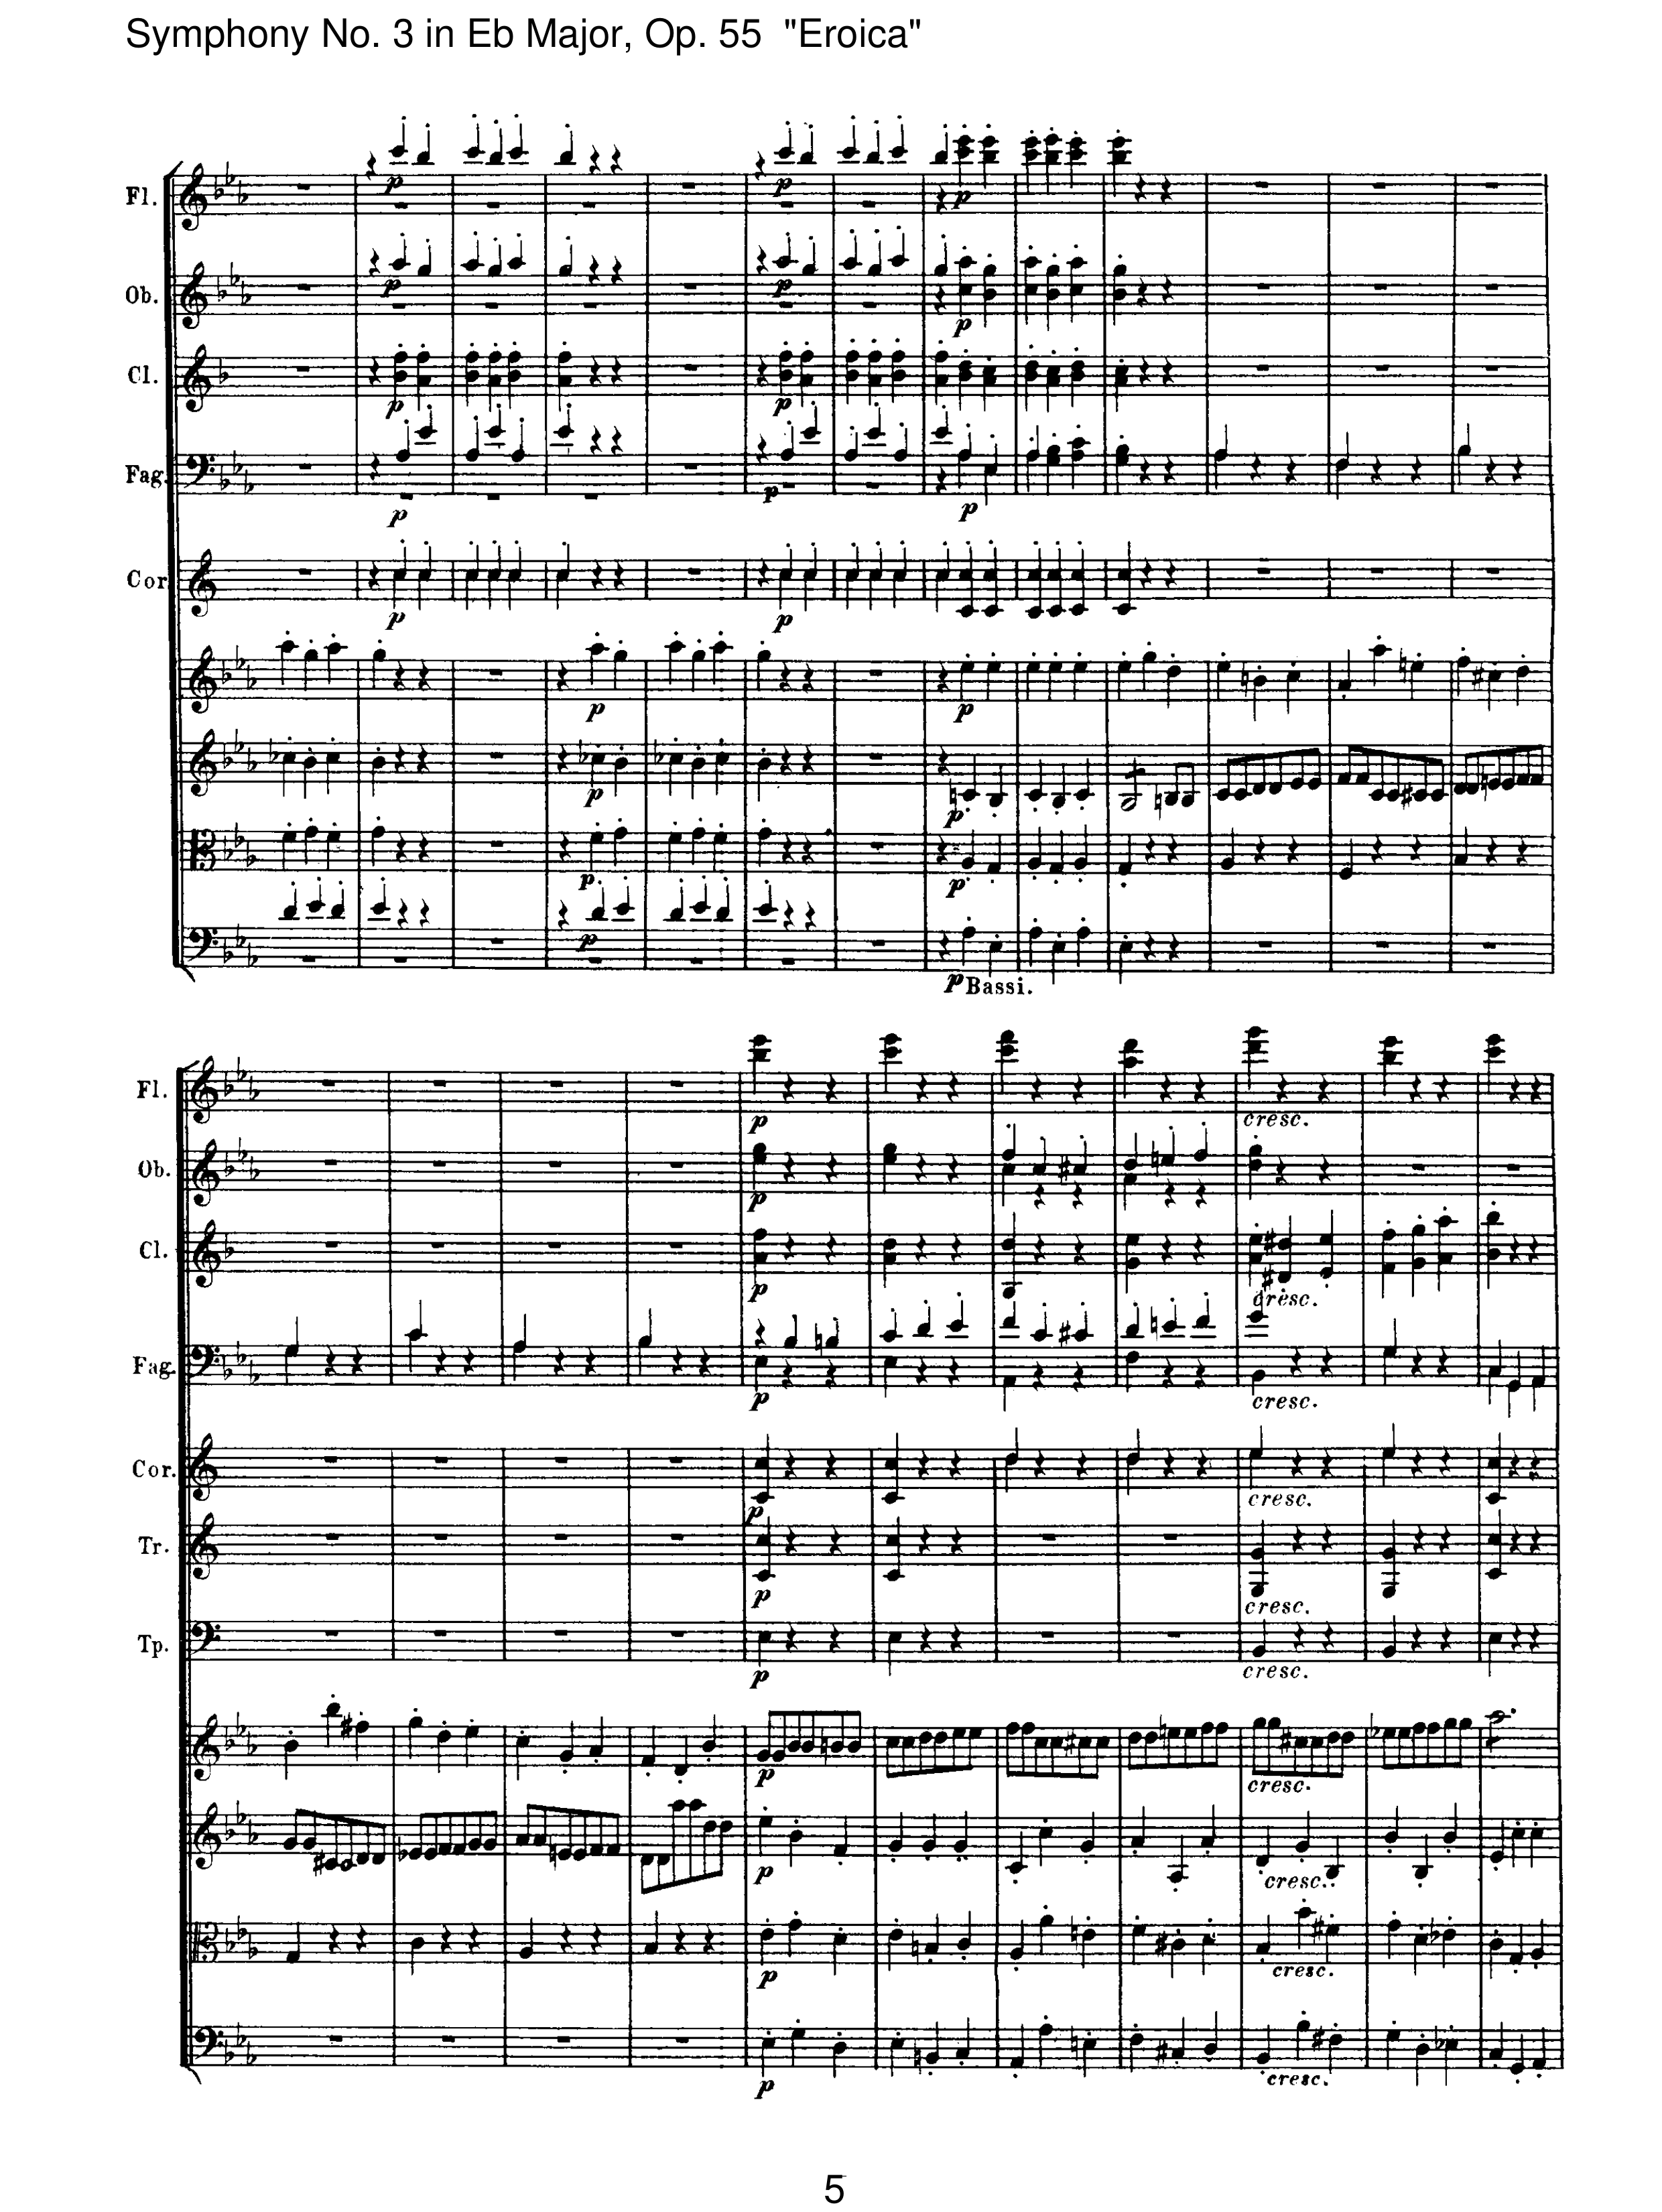 Symphony No. 3 in Eb Major, Op. 55 "Eroica"
Fl.
p p p
Ob.
p p p
Cl.
p p
Fag.
p p p
Cor
p p
p p
p p
p. p
p p Bassi.
Fl.
p cresc.
Ob.
p
Cl.
p cresc.
Fag.
p cresc.
Cor.
p cresc.
Tr.
p cresc.
Tp.
p cresc.
p cresc.
p cresc.
p cresc.
p cresc.
5